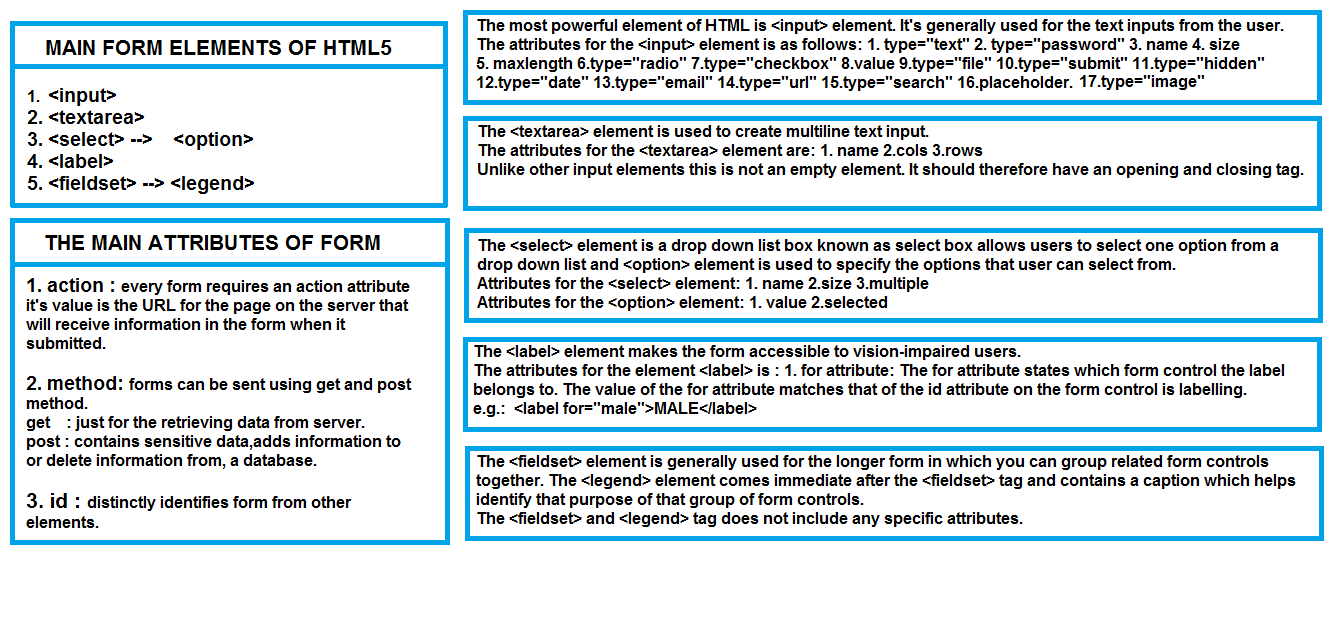 MAIN FORM ELEMENTS OF HTML5
1. <input>
2. <textarea>
3. <select> --> <option>
4. <label>
5. <fieldset> --> <legend>
THE MAIN ATTRIBUTES OF FORM
1. action : every form requires an action attribute
it's value is the URL for the page on the server that
will receive information in the form when it
submitted.
2. method: forms can be sent using get and post
method.
get : just for the retrieving data from server.
post : contains sensitive data,adds information to
or delete information from, a database.
3. id : distinctly identifies form from other
elements.
The most powerful element of HTML is <input> element. It's generally used for the text inputs from the user.
The attributes for the <input> element is as follows: 1. type="text" 2. type="password" 3. name 4. size
5. maxlength 6.type="radio" 7.type="checkbox" 8.value 9.type="file" 10.type="submit" 11.type="hidden"
12.type="date" 13.type="email" 14.type="url" 15.type="search" 16.placeholder. 17.type="image"
The <textarea> element is used to create multiline text input.
The attributes for the <textarea> element are: 1. name 2.cols 3.rows
Unlike other input elements this is not an empty element. It should therefore have an opening and closing tag.
The <select> element is a drop down list box known as select box allows users to select one option from a
drop down list and <option> element is used to specify the options that user can select from.
Attributes for the <select> element: 1. name 2.size 3.multiple
Attributes for the <option> element: 1. value 2.selected
The <label> element makes the form accessible to vision-impaired users.
The attributes for the element <label> is : 1. for attribute: The for attribute states which form control the label
belongs to. The value of the for attribute matches that of the id attribute on the form control is labelling.
e.g.: <label for="male">MALE</label>
The <fieldset> element is generally used for the longer form in which you can group related form controls
together. The <legend> element comes immediate after the <fieldset> tag and contains a caption which helps
identify that purpose of that group of form controls.
The <fieldset> and <legend> tag does not include any specific attributes.